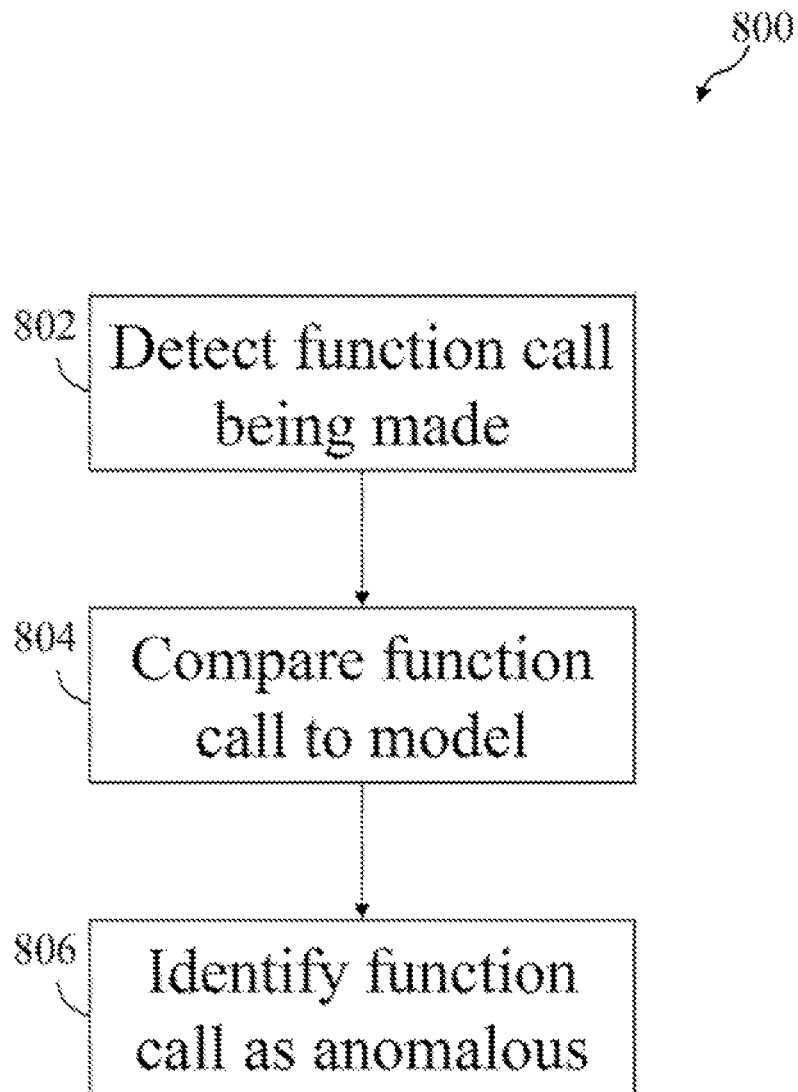 800
802
Detect function call
being made
804
Compare function
call to model
806
Identify function
call as anomalous